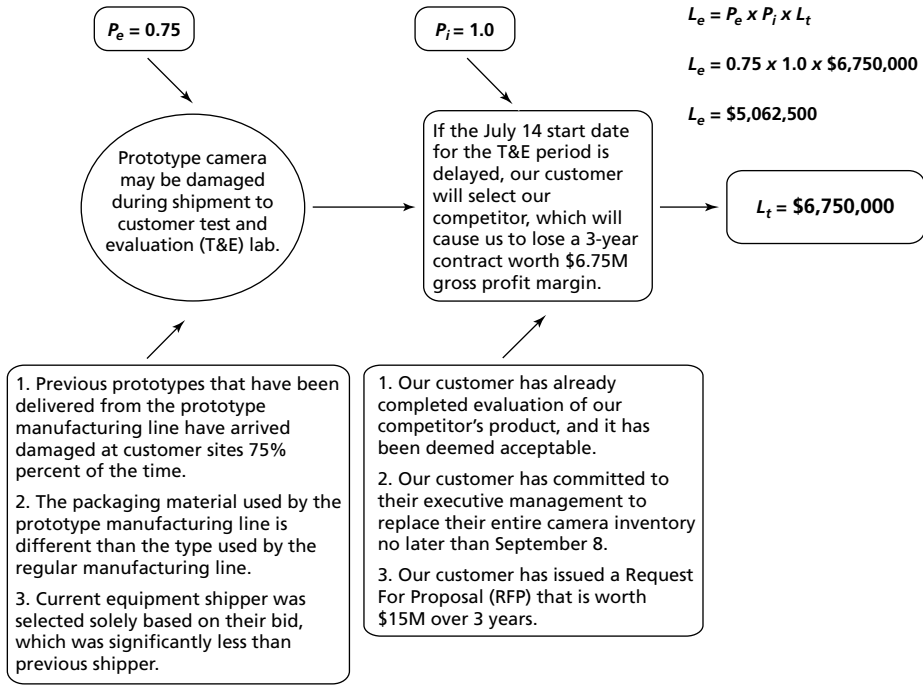 Pe = 0.75
Pi = 1.0
Le = Pe x Pi x Lt
Le = 0.75 x 1.0 x $6,750,000
Le = $5,062,500
Prototype camera
may be damaged
during shipment to
customer test and
evaluation (T&E) lab.
If the July 14 start date
for the T&E period is
delayed, our customer
will select our
competitor, which will
cause us to lose a 3-year
contract worth $6.75M
gross profit margin.
Lt = $6,750,000
1. Previous prototypes that have been
delivered from the prototype
manufacturing line have arrived
damaged at customer sites 75%
percent of the time.
2. The packaging material used by the
prototype manufacturing line is
different than the type used by the
regular manufacturing line.
3. Current equipment shipper was
selected solely based on their bid,
which was significantly less than
previous shipper.
1. Our customer has already
completed evaluation of our
competitor's product, and it has
been deemed acceptable.
2. Our customer has committed to
their executive management to
replace their entire camera inventory
no later than September 8.
3. Our customer has issued a Request
For Proposal (RFP) that is worth
$15M over 3 years.